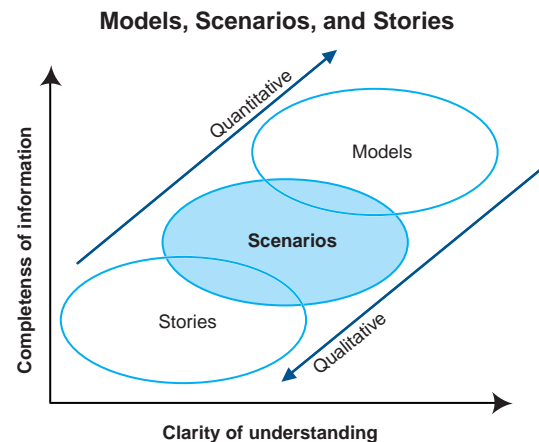 Models, Scenarios, and Stories
Completenss of information
Quantitative
Models
Scenarios
Stories
Qualitative
Clarity of understanding